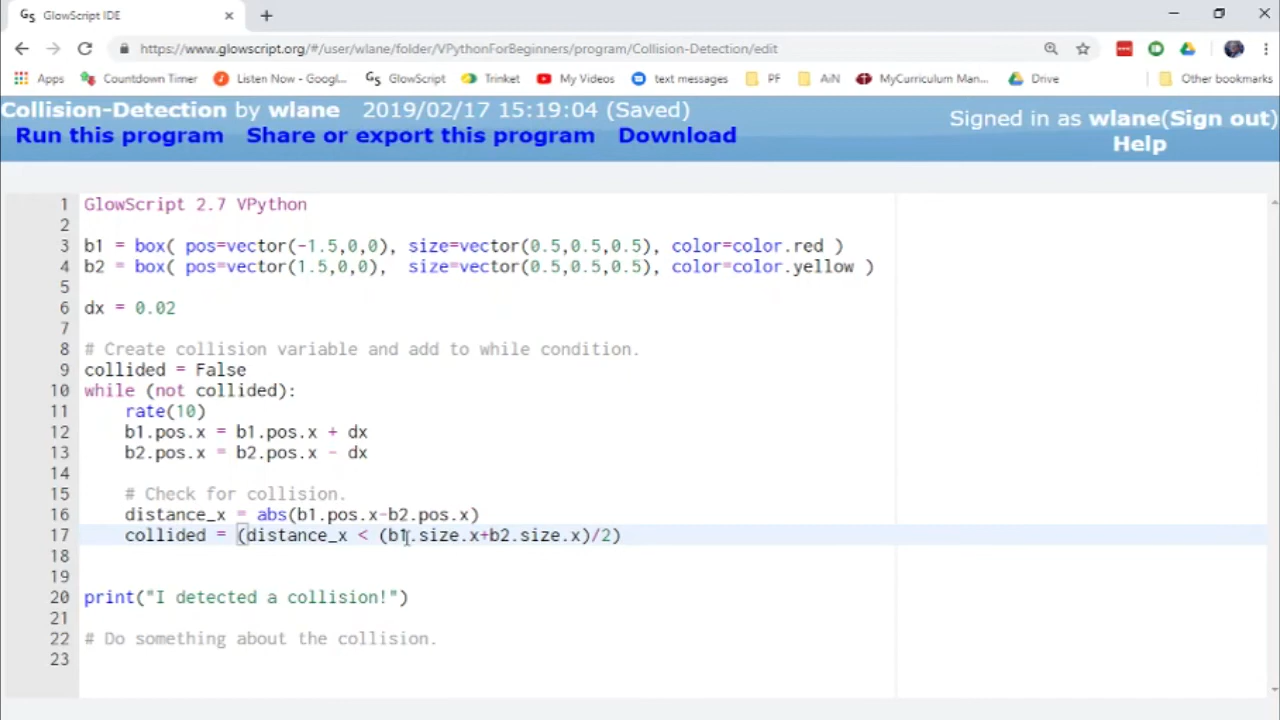 GlowScript IDE
https://www.glowscript.org/#/user/wlane/folder/VPythonForBeginners/program/Collision-Detection/edit
Apps Countdown Timer Listen Now - Googl... GlowScript Trinket My Videos text messages PF AiN MyCurriculum Man... Drive Other bookmarks
Collision-Detection by wlane 2019/02/17 15:19:04 (Saved)
Signed in as wlane(Sign out)
Run this program Share or export this program Download
Help
1 GlowScript 2.7 VPython
2
3 b1 = box( pos=vector(-1.5,0,0), size=vector(0.5,0.5,0.5), color=color.red )
4 b2 = box( pos=vector(1.5,0,0),  size=vector(0.5,0.5,0.5), color=color.yellow )
5
6 dx = 0.02
7
8 # Create collision variable and add to while condition.
9 collided = False
10 while (not collided):
11     rate(10)
12     b1.pos.x = b1.pos.x + dx
13     b2.pos.x = b2.pos.x - dx
14
15     # Check for collision.
16     distance_x = abs(b1.pos.x-b2.pos.x)
17     collided = (distance_x < (b1.size.x+b2.size.x)/2)
18
19
20 print("I detected a collision!")
21
22 # Do something about the collision.
23